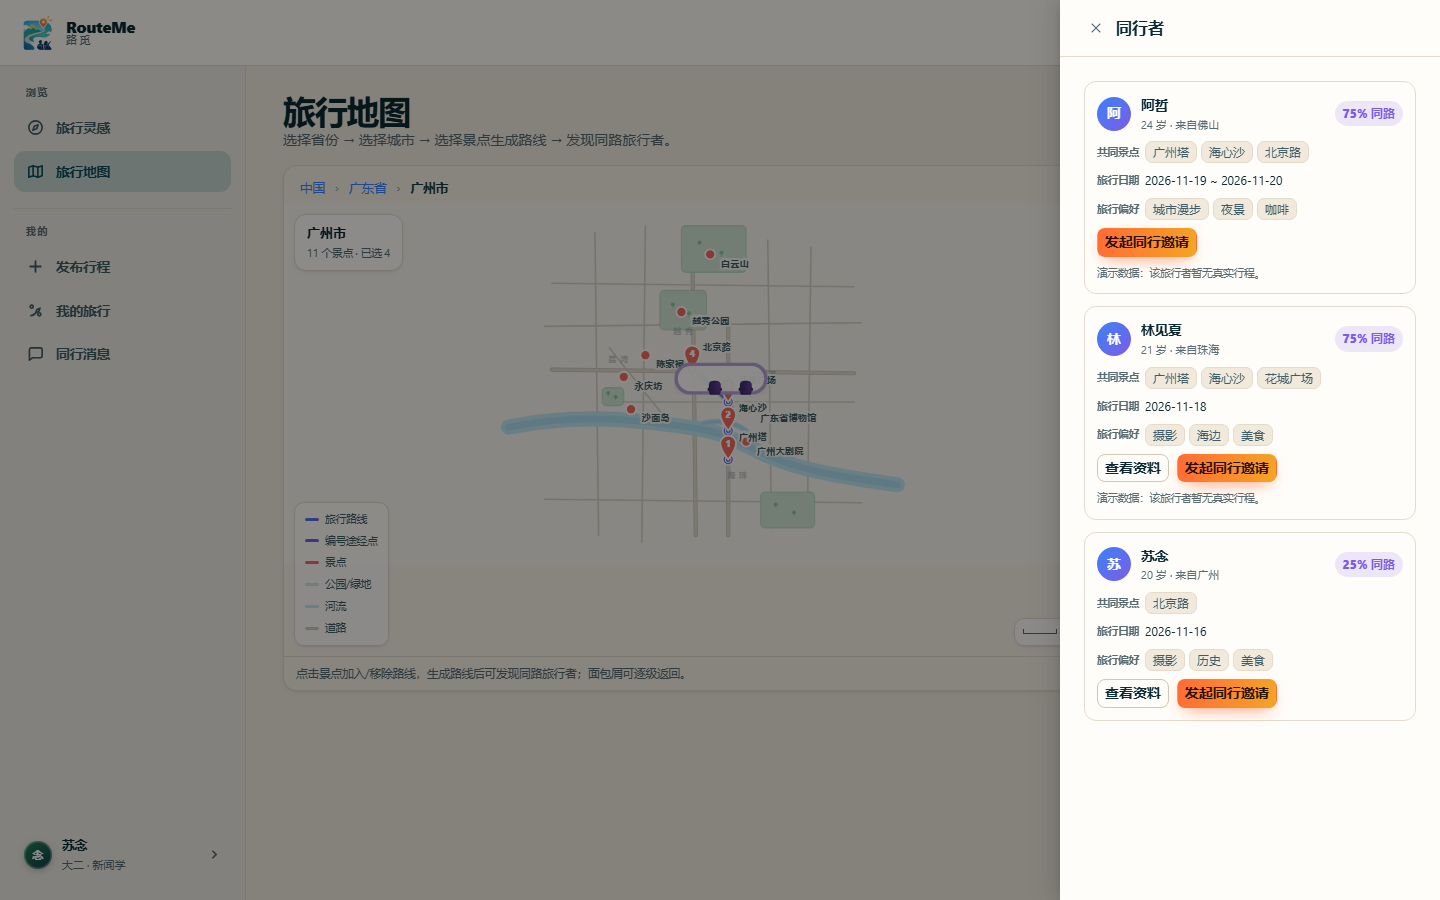 RouteMe
路觅
浏览
旅行灵感
旅行地图
我的
发布行程
我的旅行
同行消息
念
苏念
大二 · 新闻学
旅行地图
选择省份 → 选择城市 → 选择景点生成路线 → 发现同路旅行者。
中国 › 广东省 › 广州市
广州市
11 个景点 · 已选 4
白云山
越秀公园
越秀
北京路
4
荔湾
陈家祠
场
永庆坊
海心沙
2
沙面岛
广东省博物馆
广州塔
1
广州大剧院
海珠
旅行路线
编号途经点
景点
公园/绿地
河流
道路
点击景点加入/移除路线，生成路线后可发现同路旅行者；面包屑可逐级返回。
同行者
阿
阿哲
24 岁 · 来自佛山
75% 同路
共同景点 广州塔 海心沙 北京路
旅行日期 2026-11-19 ~ 2026-11-20
旅行偏好 城市漫步 夜景 咖啡
发起同行邀请
演示数据：该旅行者暂无真实行程。
林
林见夏
21 岁 · 来自珠海
75% 同路
共同景点 广州塔 海心沙 花城广场
旅行日期 2026-11-18
旅行偏好 摄影 海边 美食
查看资料 发起同行邀请
演示数据：该旅行者暂无真实行程。
苏
苏念
20 岁 · 来自广州
25% 同路
共同景点 北京路
旅行日期 2026-11-16
旅行偏好 摄影 历史 美食
查看资料 发起同行邀请